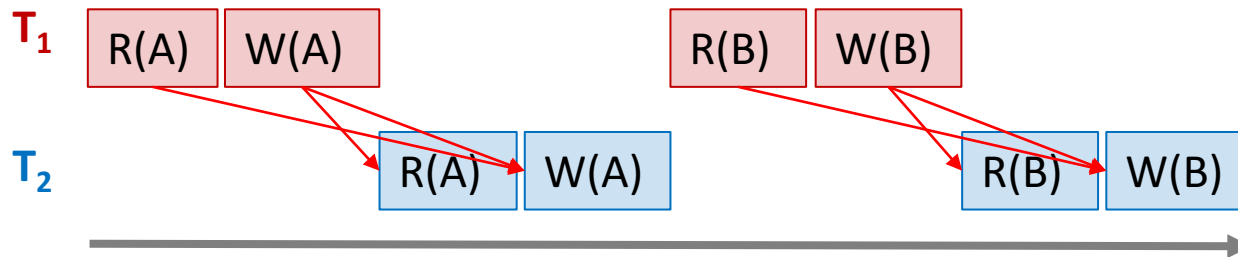 T₁ R(A) W(A) R(B) W(B)
T₂ R(A) W(A) R(B) W(B)